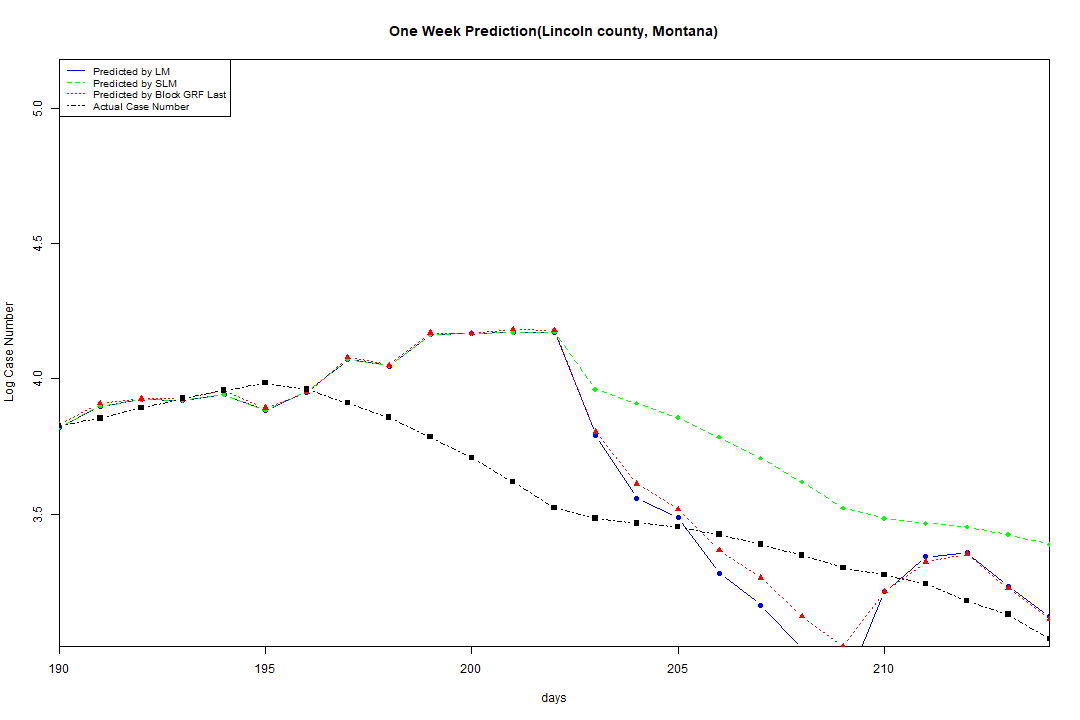 One Week Prediction(Lincoln county, Montana)
Predicted by LM
Predicted by SLM
Predicted by Block GRF Last
Actual Case Number
5.0
4.5
4.0
3.5
Log Case Number
190 195 200 205 210
days